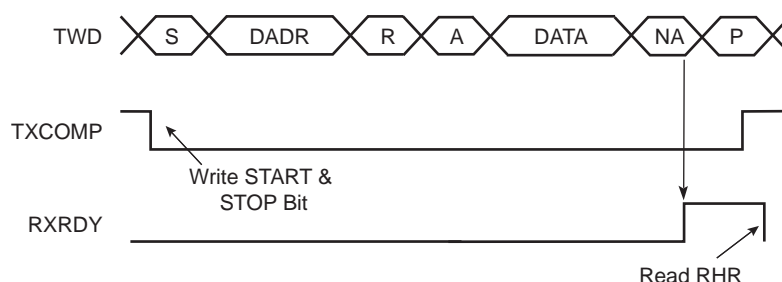 TWD S DADR R A DATA NA P
TXCOMP
Write START &
STOP Bit
RXRDY
Read RHR